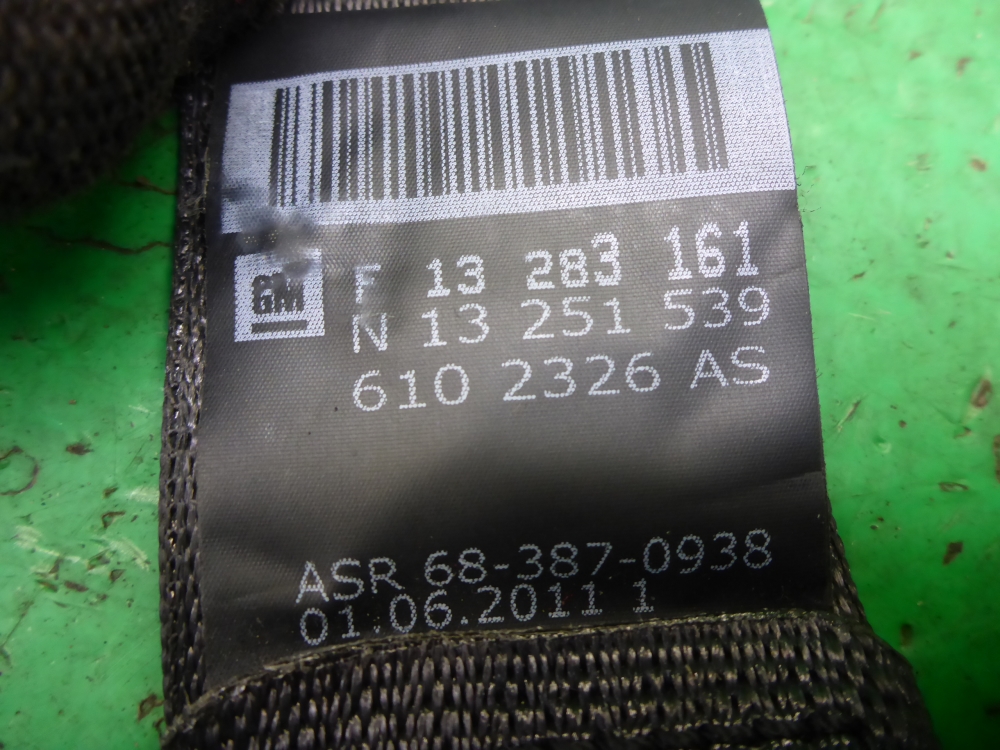 GM
F 13 283 161
N 13 251 539
610 2326 AS
ASR 68-387-0938
01.06.2011 1